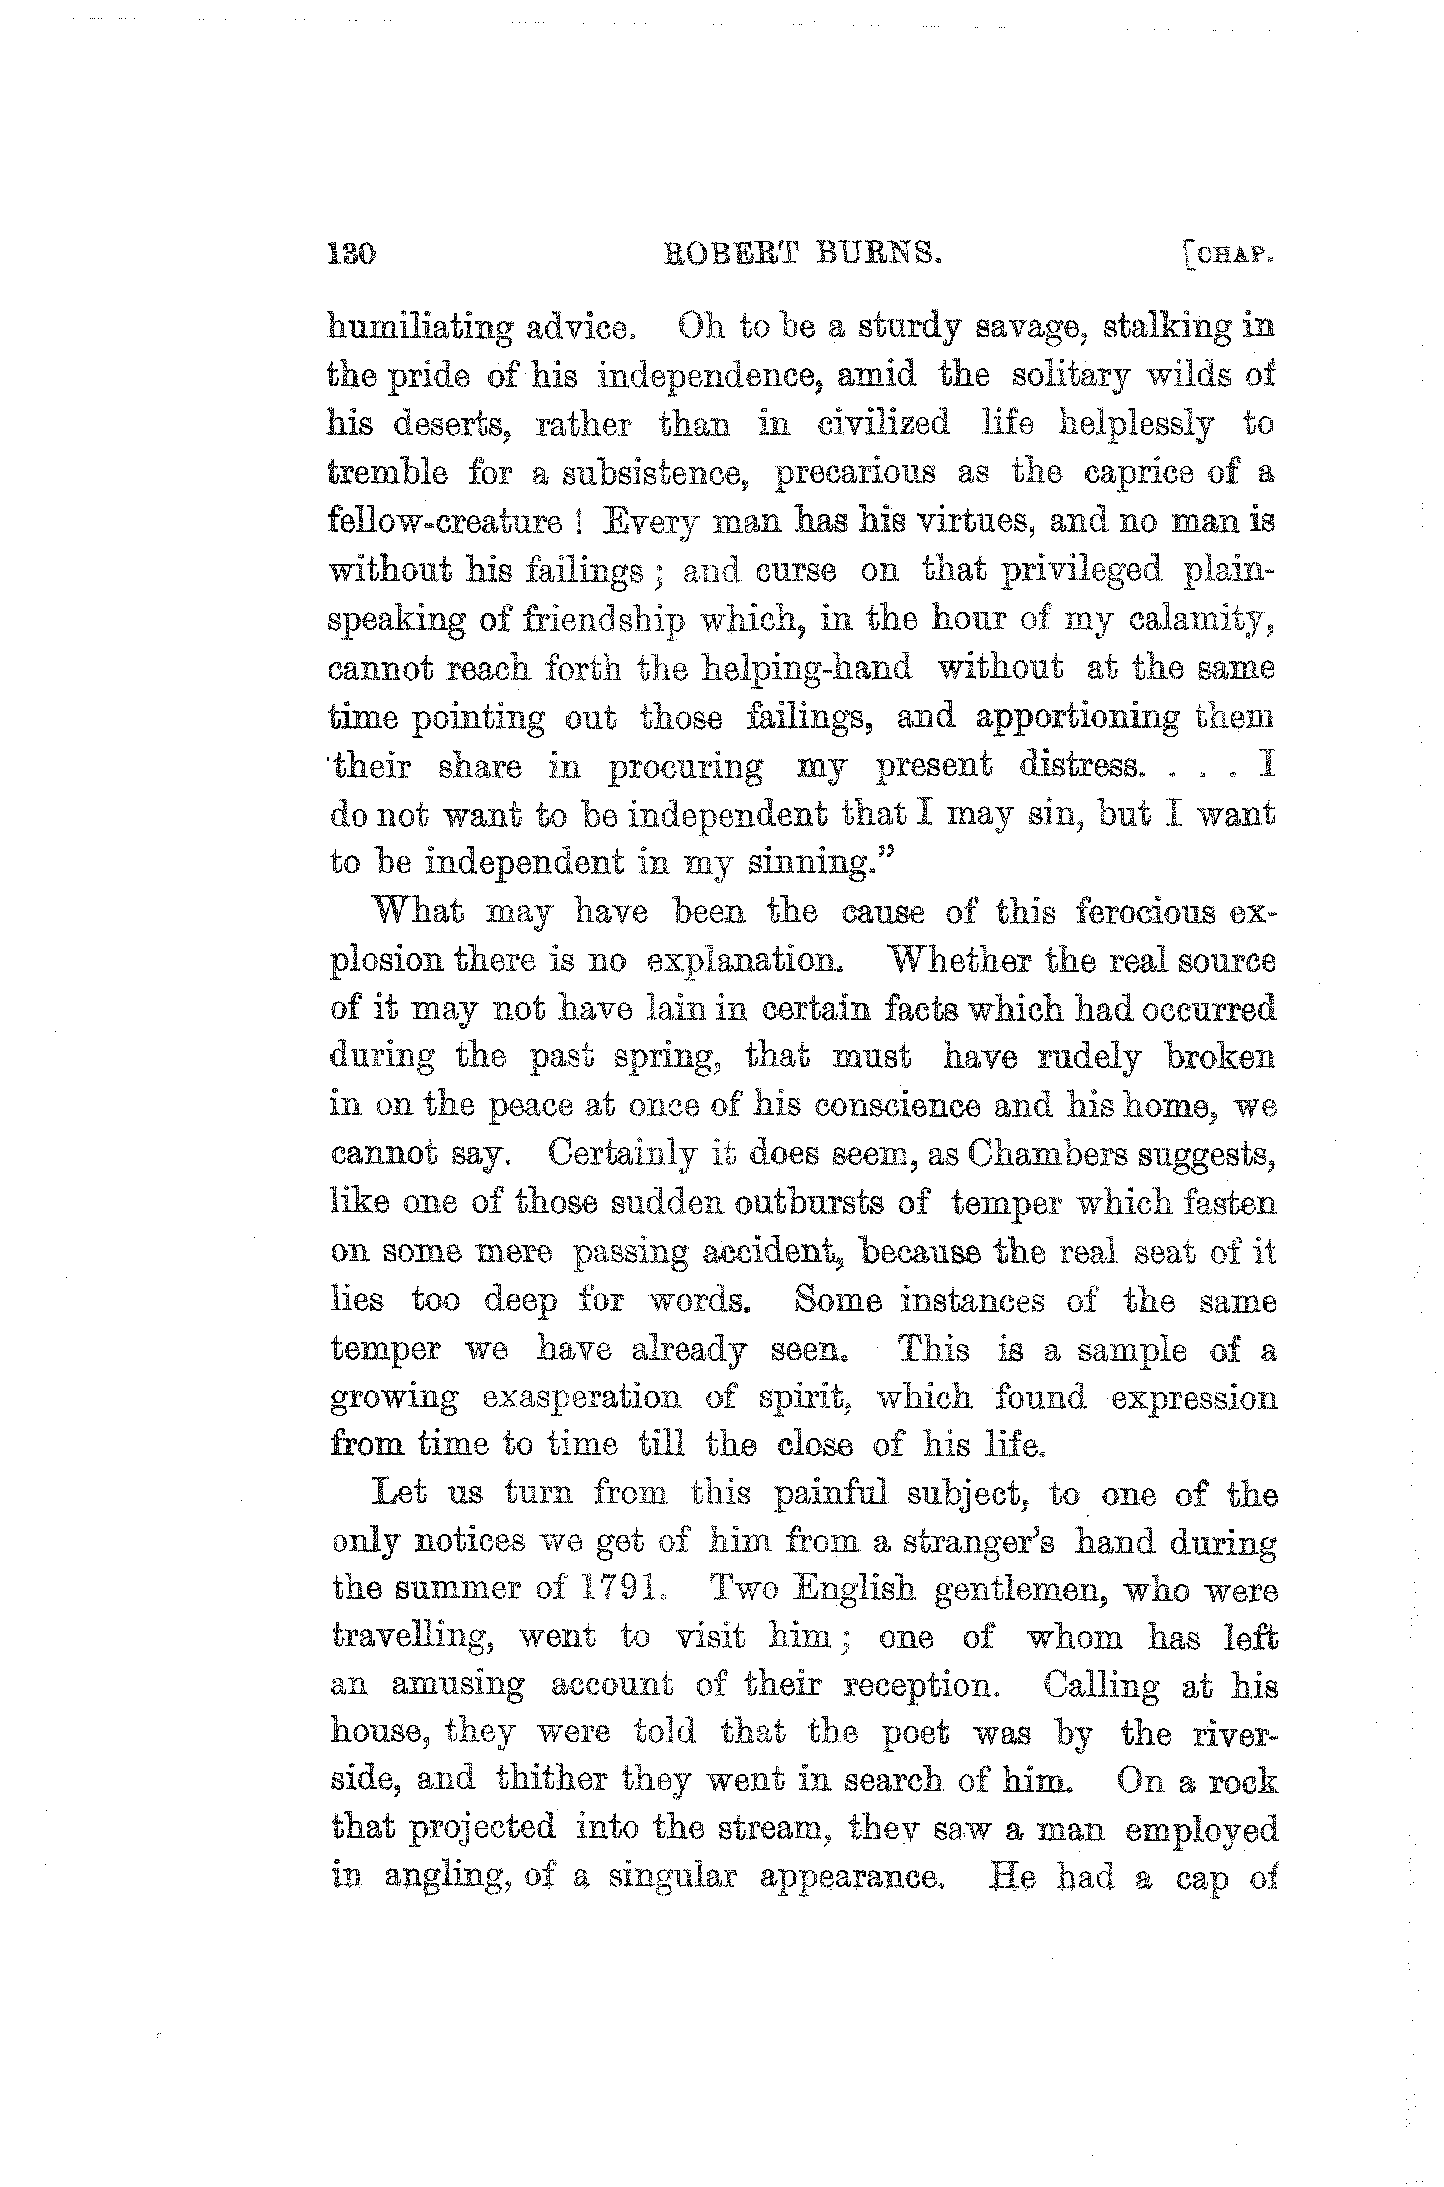 130 ROBERT BURNS. [CHAP.
humiliating advice. Oh to be a sturdy savage, stalking in
the pride of his independence, amid the solitary wilds of
his deserts, rather than in civilized life helplessly to
tremble for a subsistence, precarious as the caprice of a
fellow-creature ! Every man has his virtues, and no man is
without his failings ; and curse on that privileged plain-
speaking of friendship which, in the hour of my calamity,
cannot reach forth the helping-hand without at the same
time pointing out those failings, and apportioning them
their share in procuring my present distress. . . . I
do not want to be independent that I may sin, but I want
to be independent in my sinning.”
What may have been the cause of this ferocious ex-
plosion there is no explanation. Whether the real source
of it may not have lain in certain facts which had occurred
during the past spring, that must have rudely broken
in on the peace at once of his conscience and his home, we
cannot say. Certainly it does seem, as Chambers suggests,
like one of those sudden outbursts of temper which fasten
on some mere passing accident, because the real seat of it
lies too deep for words. Some instances of the same
temper we have already seen. This is a sample of a
growing exasperation of spirit, which found expression
from time to time till the close of his life.
Let us turn from this painful subject, to one of the
only notices we get of him from a stranger's hand during
the summer of 1791. Two English gentlemen, who were
travelling, went to visit him ; one of whom has left
an amusing account of their reception. Calling at his
house, they were told that the poet was by the river-
side, and thither they went in search of him. On a rock
that projected into the stream, they saw a man employed
in angling, of a singular appearance. He had a cap of